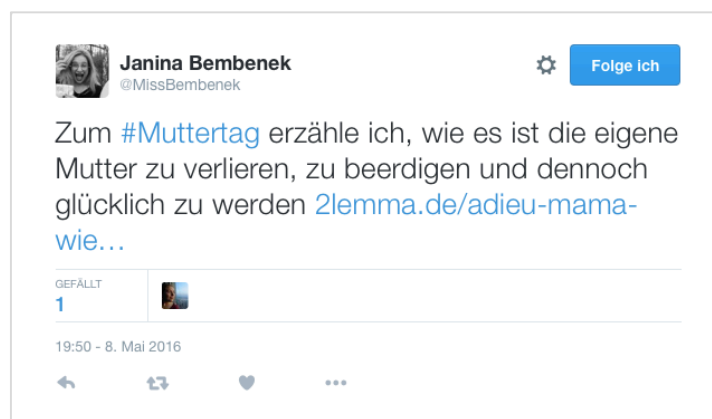 Janina Bembenek
@MissBembenek
Folge ich
Zum #Muttertag erzähle ich, wie es ist die eigene
Mutter zu verlieren, zu beerdigen und dennoch
glücklich zu werden 2lemma.de/adieu-mama-
wie…
GEFÄLLT
1
19:50 - 8. Mai 2016